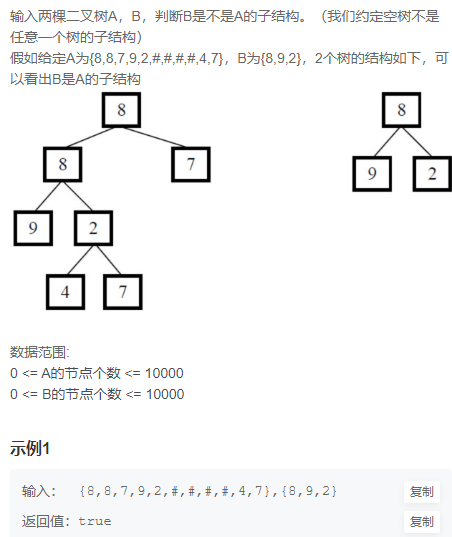 输入两棵二叉树A，B，判断B是不是A的子结构。（我们约定空树不是
任意一个树的子结构）
假如给定A为{8,8,7,9,2,#,#,#,#,4,7}，B为{8,9,2}，2个树的结构如下，可
以看出B是A的子结构
8
8
8
7
9
2
9
2
4
7
数据范围:
0 <= A的节点个数 <= 10000
0 <= B的节点个数 <= 10000
示例1
输入： {8,8,7,9,2,#,#,#,#,4,7},{8,9,2} 复制
返回值：true 复制